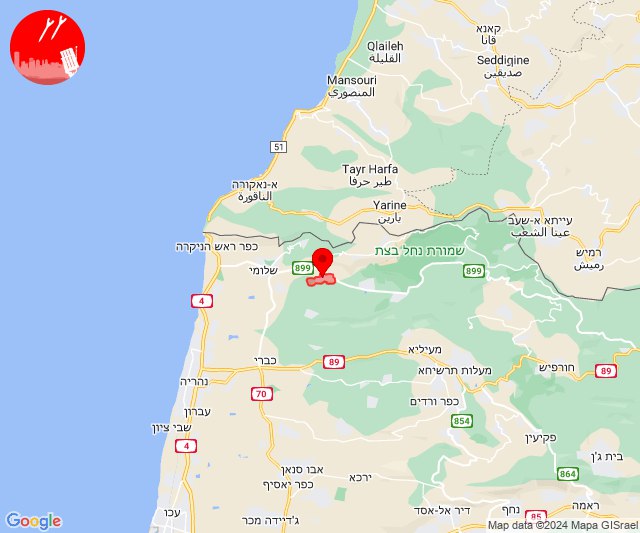 ٢٢
Qlaileh
القليلة
קאנא
قانا
Mansouri
المنصوري
Seddiqine
صديقين
51
Tayr Harfa
طير حرفا
א-נאקורה
الناقورة
Yarine
يارين
עייתא א-שעב
عيتا الشعب
רמיש
رميش
כפר ראש הניקרה
שמורת נחל בצת
שלומי
899
899
4
כברי
89
מעיליא
נהריה
70
מעלות תרשיחא
חורפיש
89
כפר ורדים
עברון
854
שבי ציון
4
פקיעין
בית ג'ן
אבו סנאן
ירכא
864
כפר יאסיף
עכו
ג'דיידה מכר
דיר אל-אסד
נחף
ראמה
85
Google
Map data ©2024 Mapa GISrael